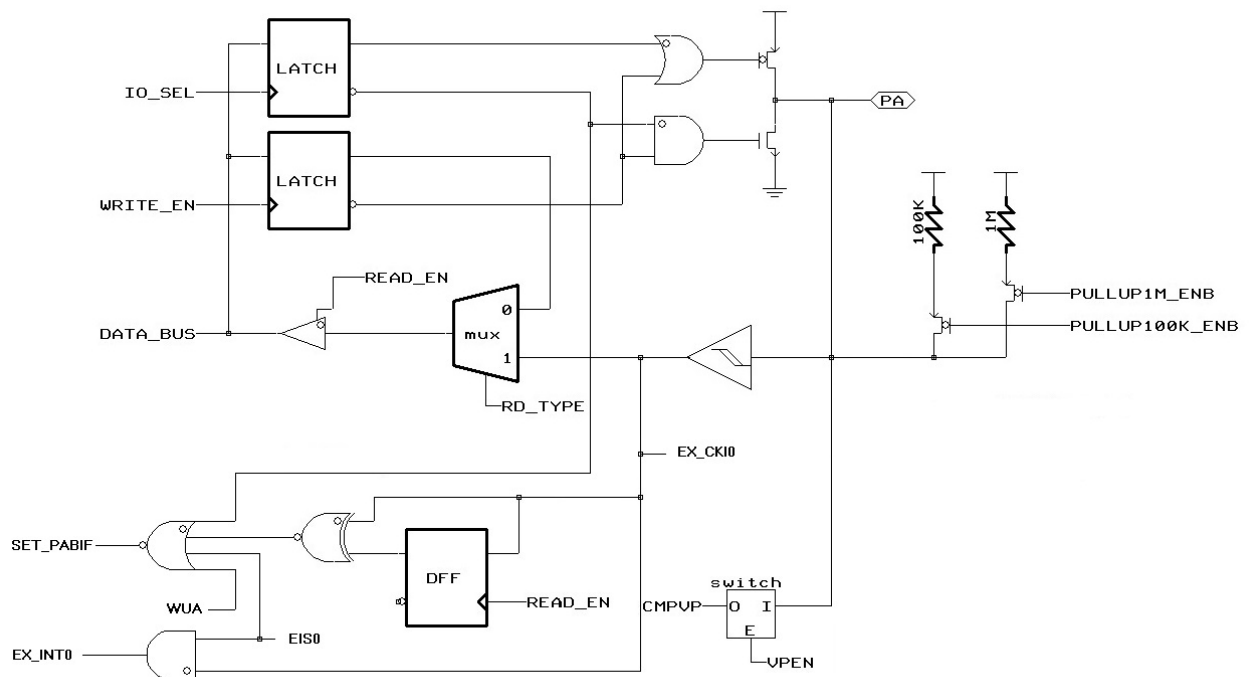 LATCH
IO_SEL
PA
LATCH
WRITE_EN
100K
1M
READ_EN
PULLUP1M_ENB
0
PULLUP100K_ENB
DATA_BUS
mux
1
RD_TYPE
EX_CKI0
SET_PABIF
DFF
switch
READ_EN
CMPVP
O I
WUA
E
EIS0
EX_INT0
VPEN